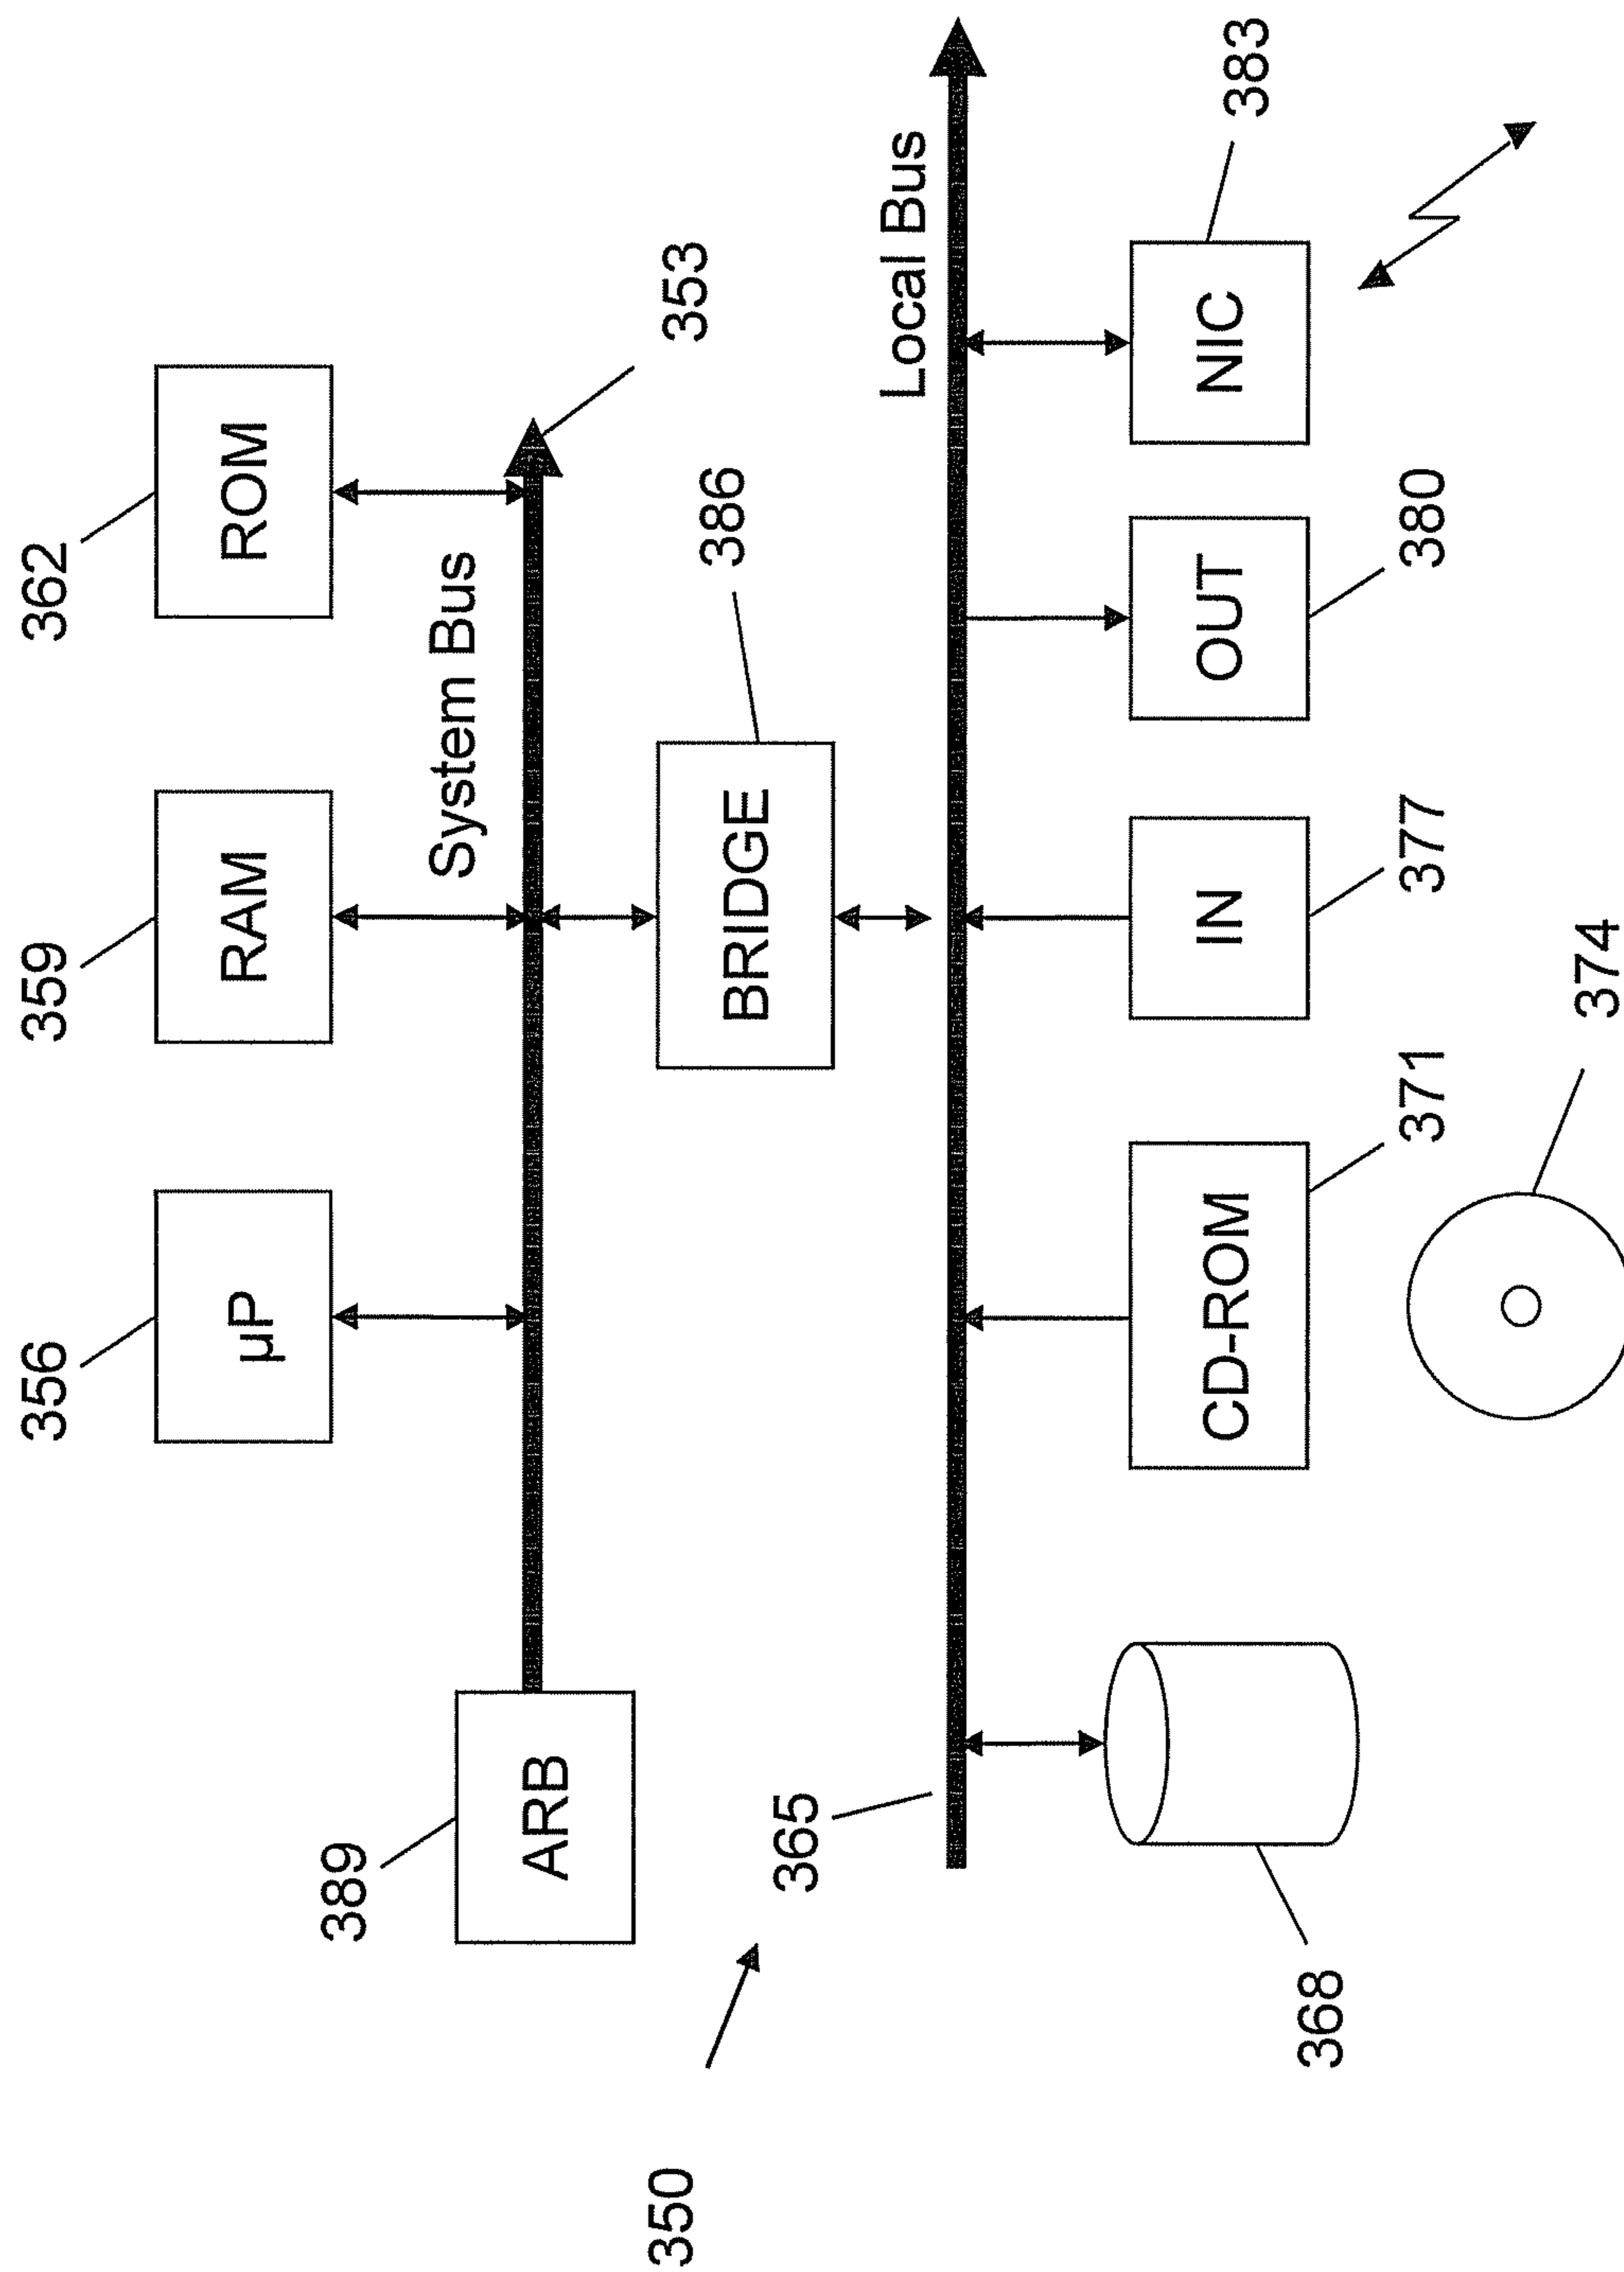 362
359
356
ROM
RAM
µP
389
System Bus
353
ARB
386
BRIDGE
350
365
Local Bus
383
NIC
OUT
IN
CD-ROM
368
380
377
371
374